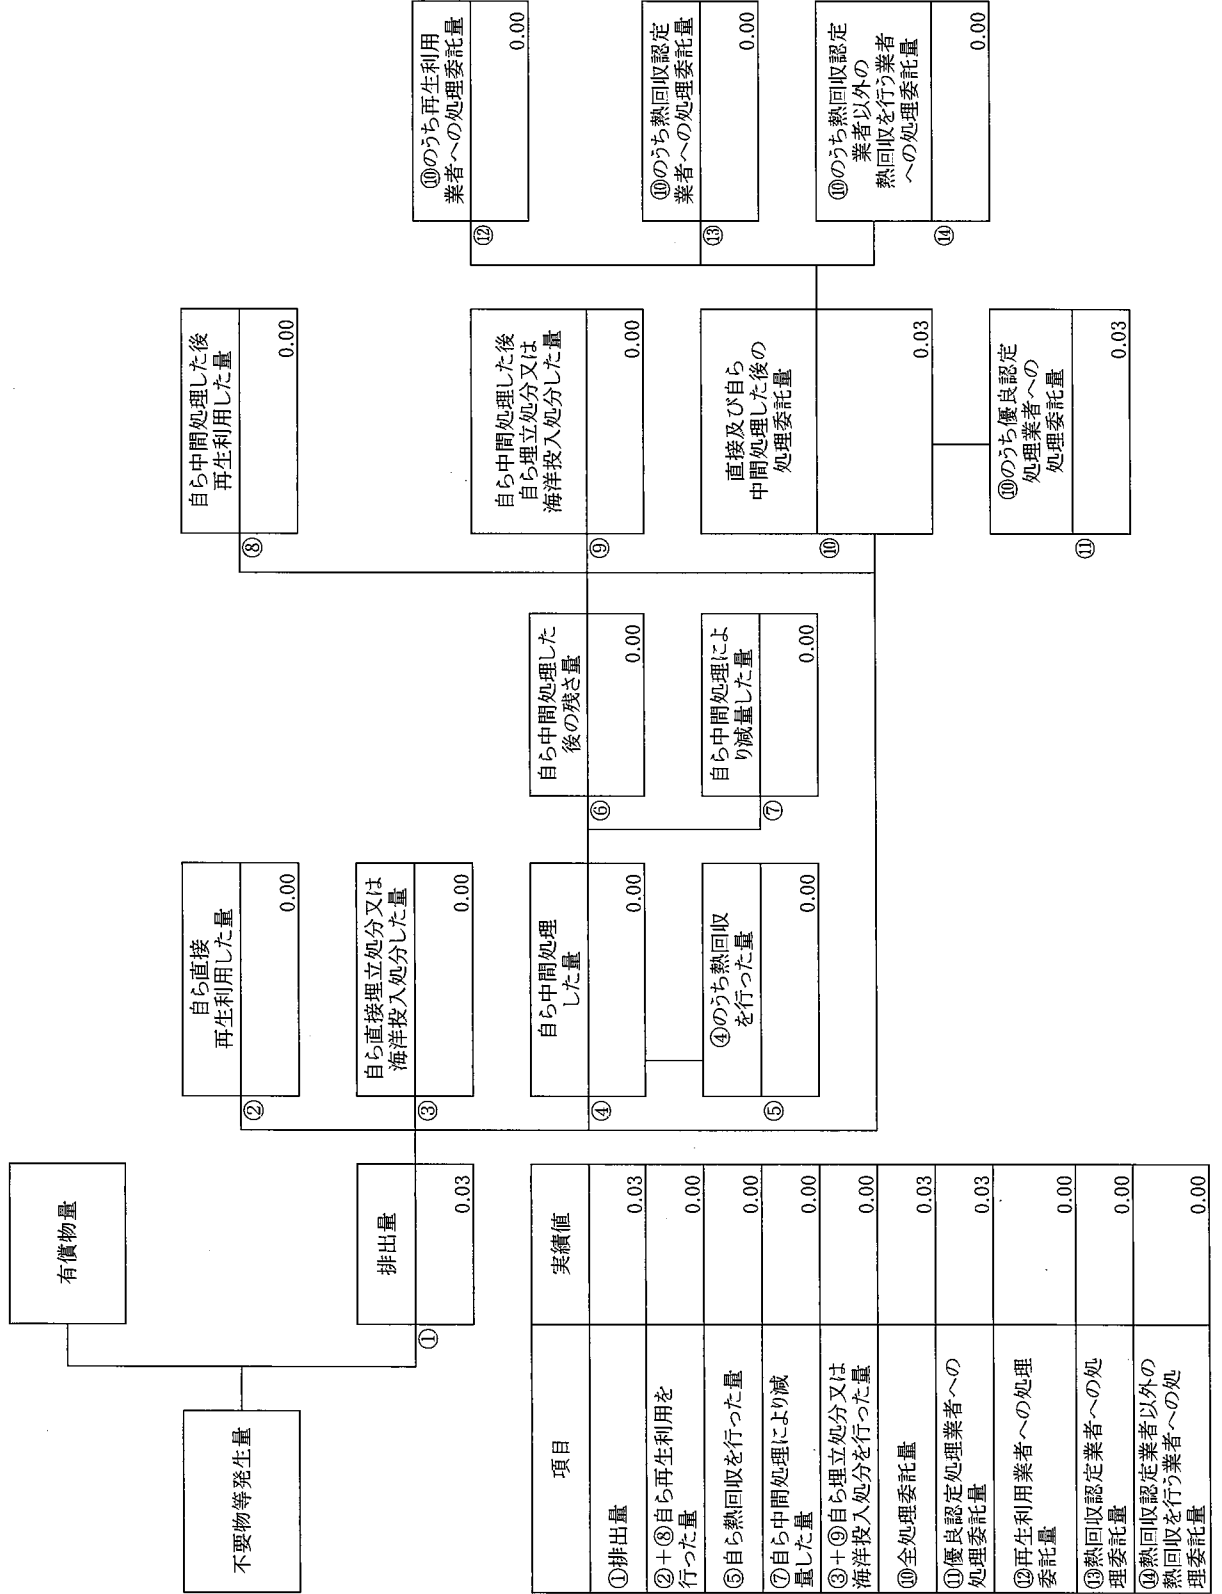 不要物等発生量
有償物量
排出量
①
0.03
自ら直接
再生利用した量
②
0.00
自ら直接埋立処分又は
海洋投入処分した量
③
0.00
自ら中間処理
した量
④
0.00
④のうち熱回収
を行った量
⑤
0.00
自ら中間処理した
後の残さ量
⑥
0.00
自ら中間処理によ
り減量した量
⑦
0.00
自ら中間処理した後
再生利用した量
⑧
0.00
自ら中間処理した後
自ら埋立処分又は
海洋投入処分した量
⑨
0.00
直接及び自ら
中間処理した後の
処理委託量
⑩
0.03
⑩のうち優良認定
処理業者への
処理委託量
⑪
0.03
⑩のうち再生利用
業者への処理委託量
⑫
0.00
⑩のうち熱回収認定
業者への処理委託量
⑬
0.00
⑩のうち熱回収認定
業者以外の
熱回収を行う業者
への処理委託量
⑭
0.00
項目 実績値
①排出量 0.03
②+⑧自ら再生利用を
行った量 0.00
⑤自ら熱回収を行った量 0.00
⑦自ら中間処理により減
量した量 0.00
③+⑨自ら埋立処分又は
海洋投入処分を行った量 0.00
⑩全処理委託量 0.03
⑪優良認定処理業者への
処理委託量 0.03
⑫再生利用業者への処理
委託量 0.00
⑬熱回収認定業者への処
理委託量 0.00
⑭熱回収認定業者以外の
熱回収を行う業者への処
理委託量 0.00